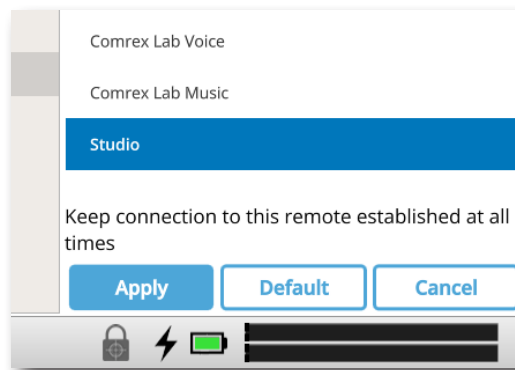 Comrex Lab Voice
Comrex Lab Music
Studio
Keep connection to this remote established at all
times
Apply Default Cancel